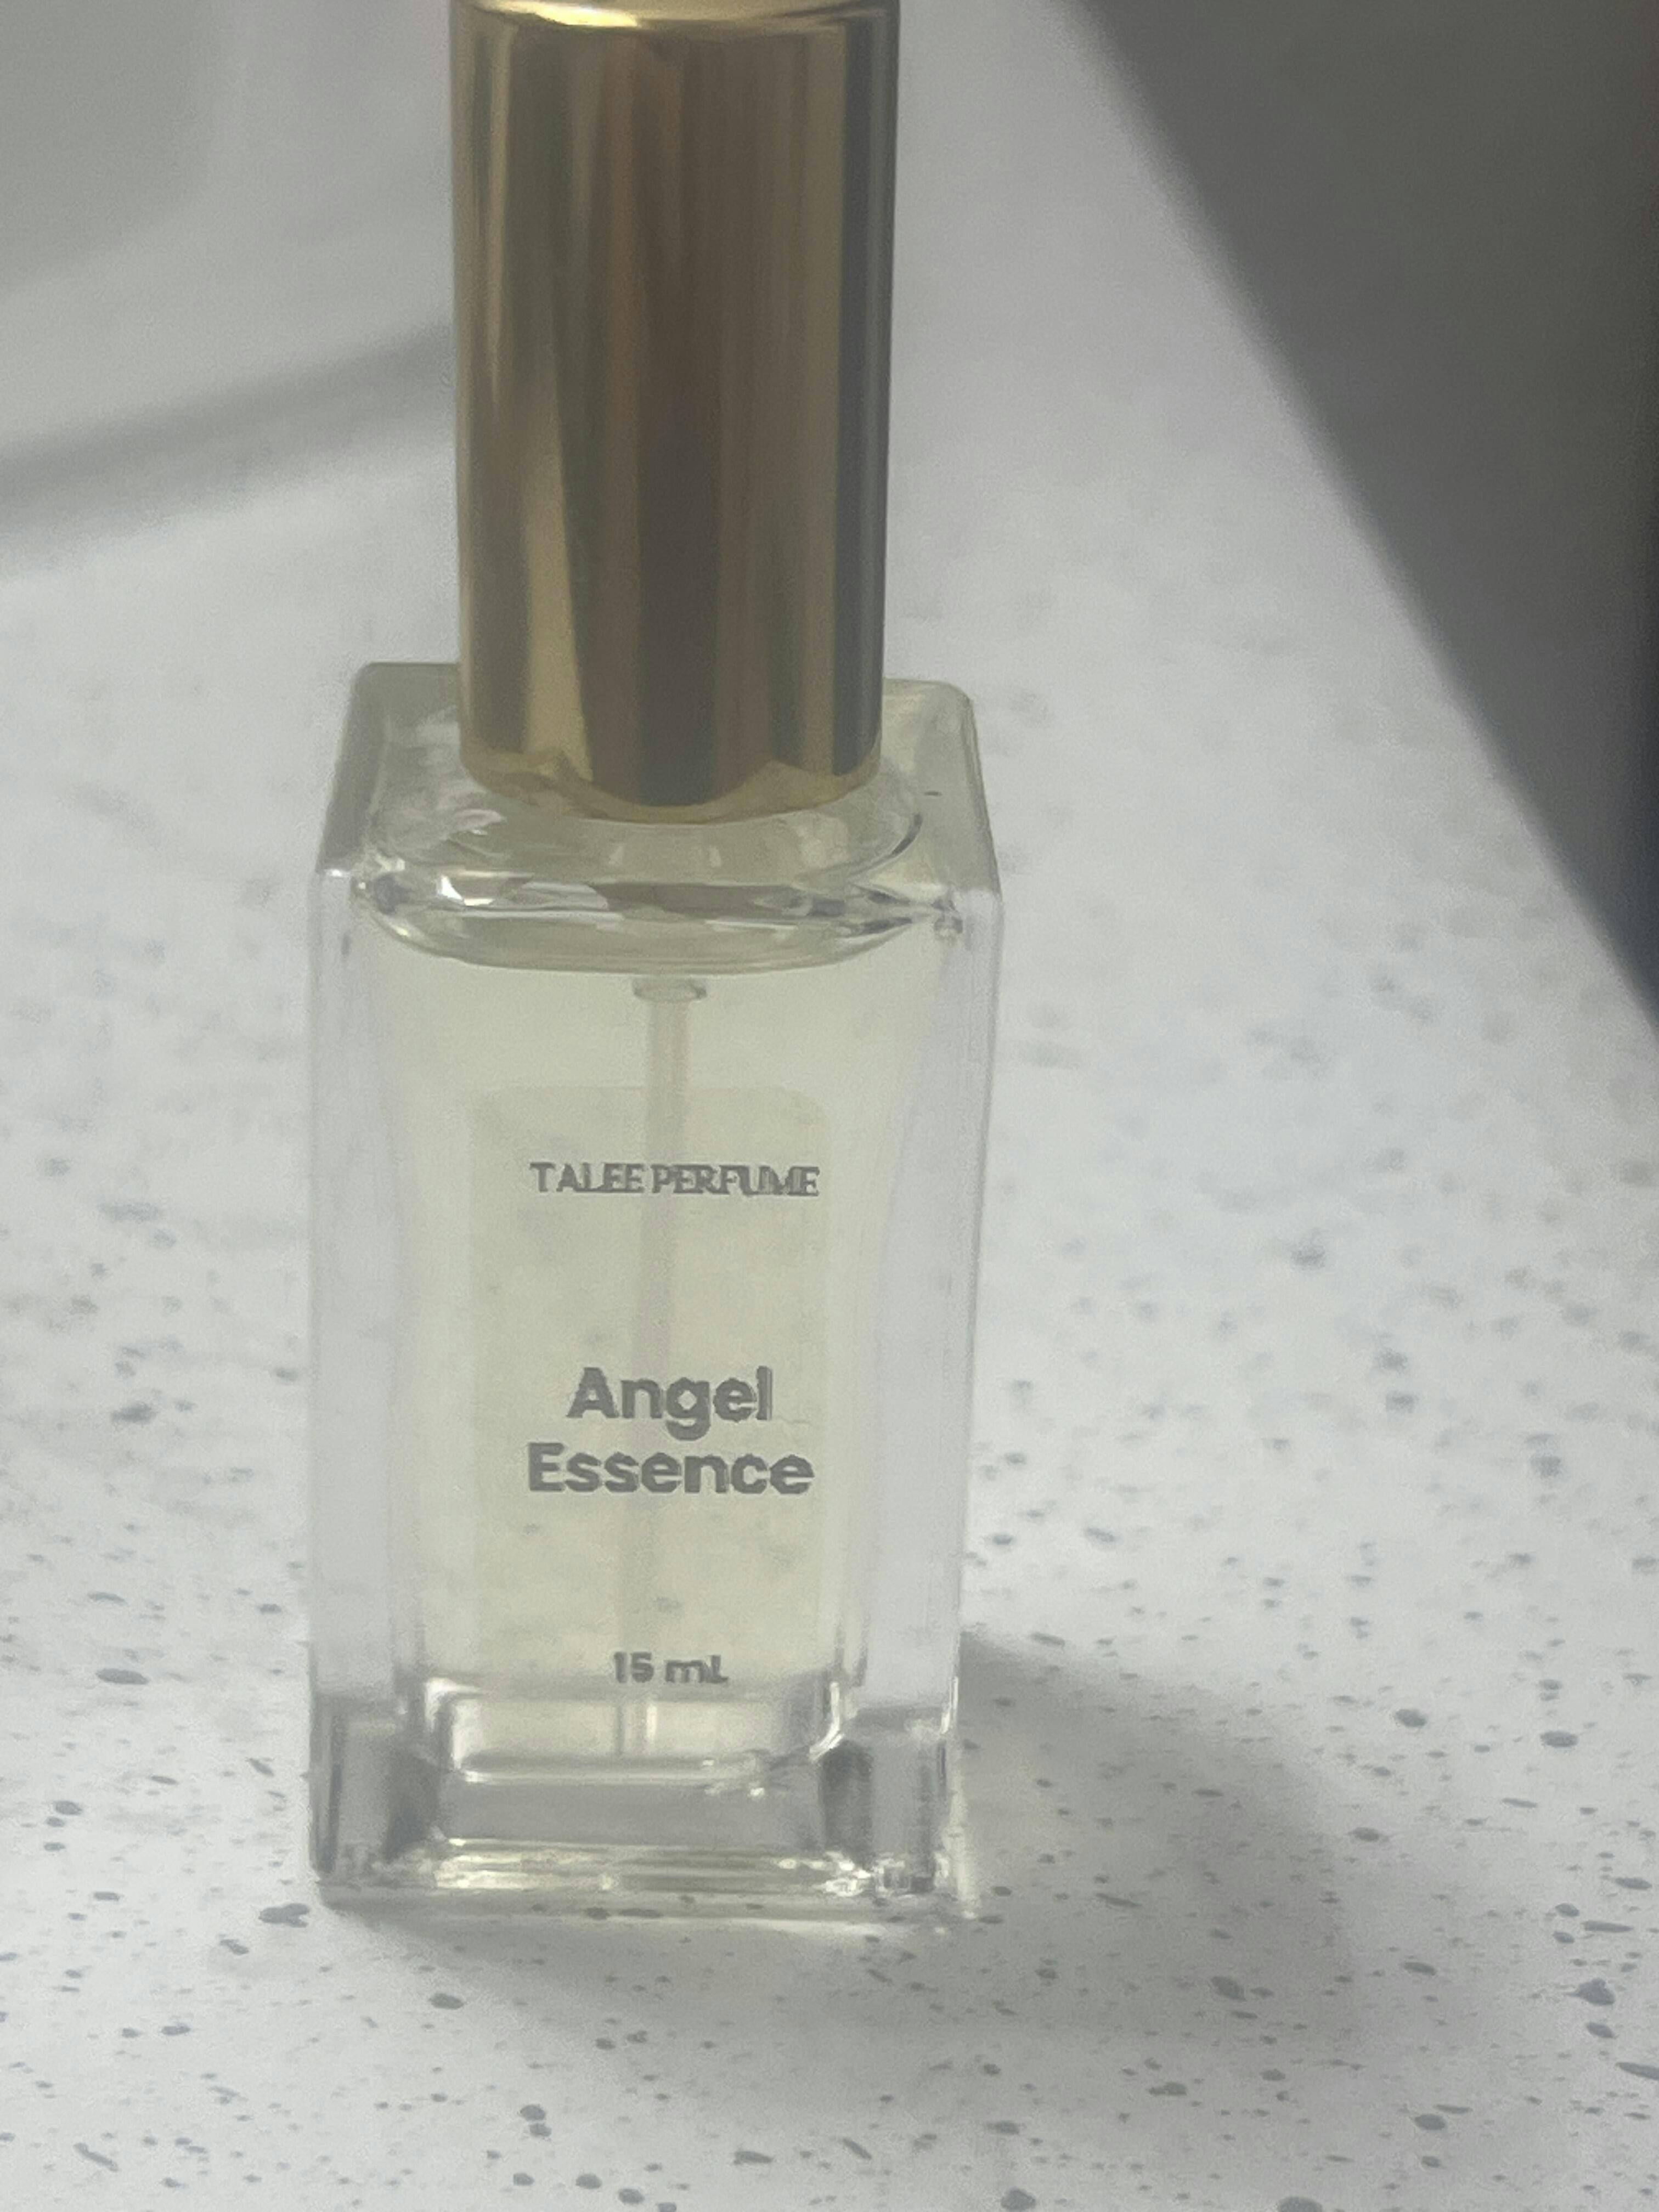 TALEE PERFUME
Angel
Essence
15 mL